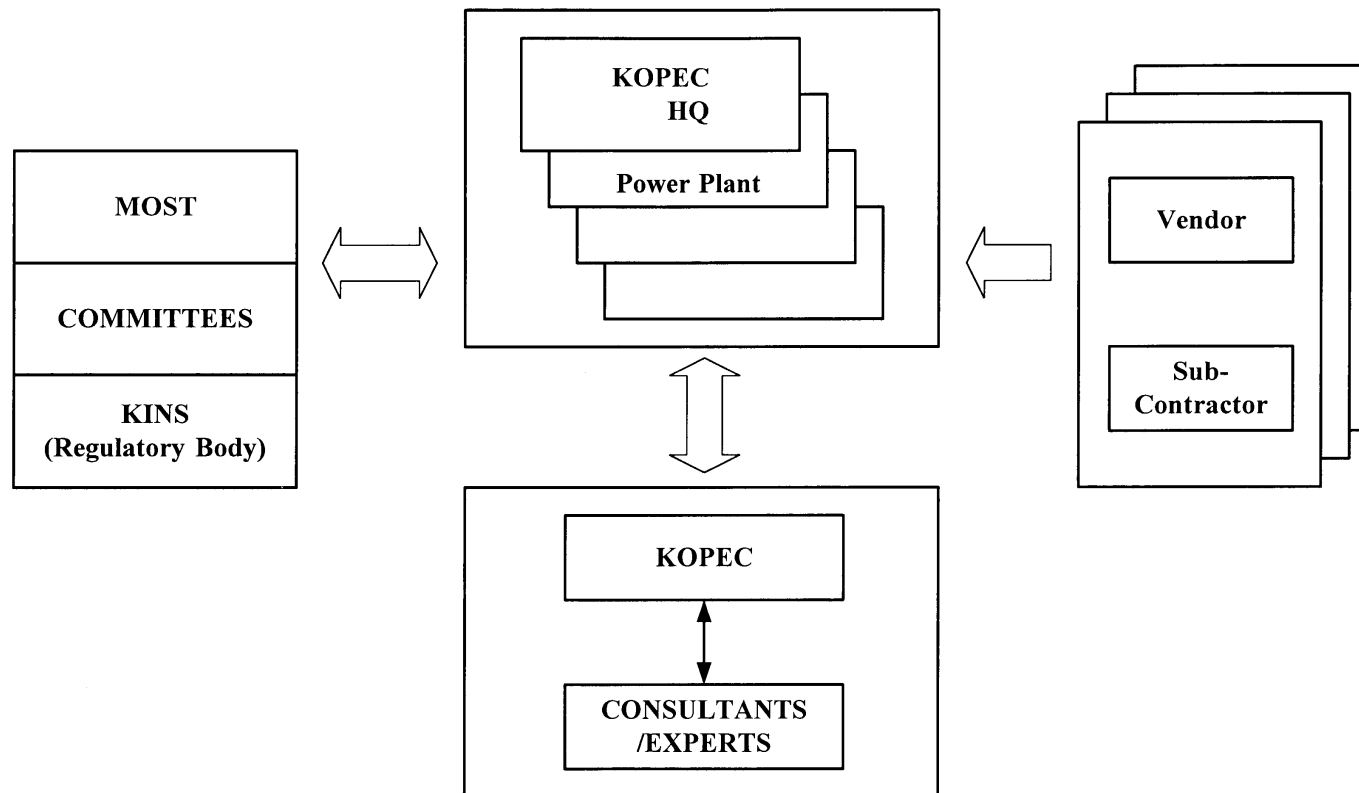 KOPEC
HQ
Power Plant
MOST
COMMITTEES
KINS
(Regulatory Body)
Vendor
Sub-
Contractor
KOPEC
CONSULTANTS
/EXPERTS